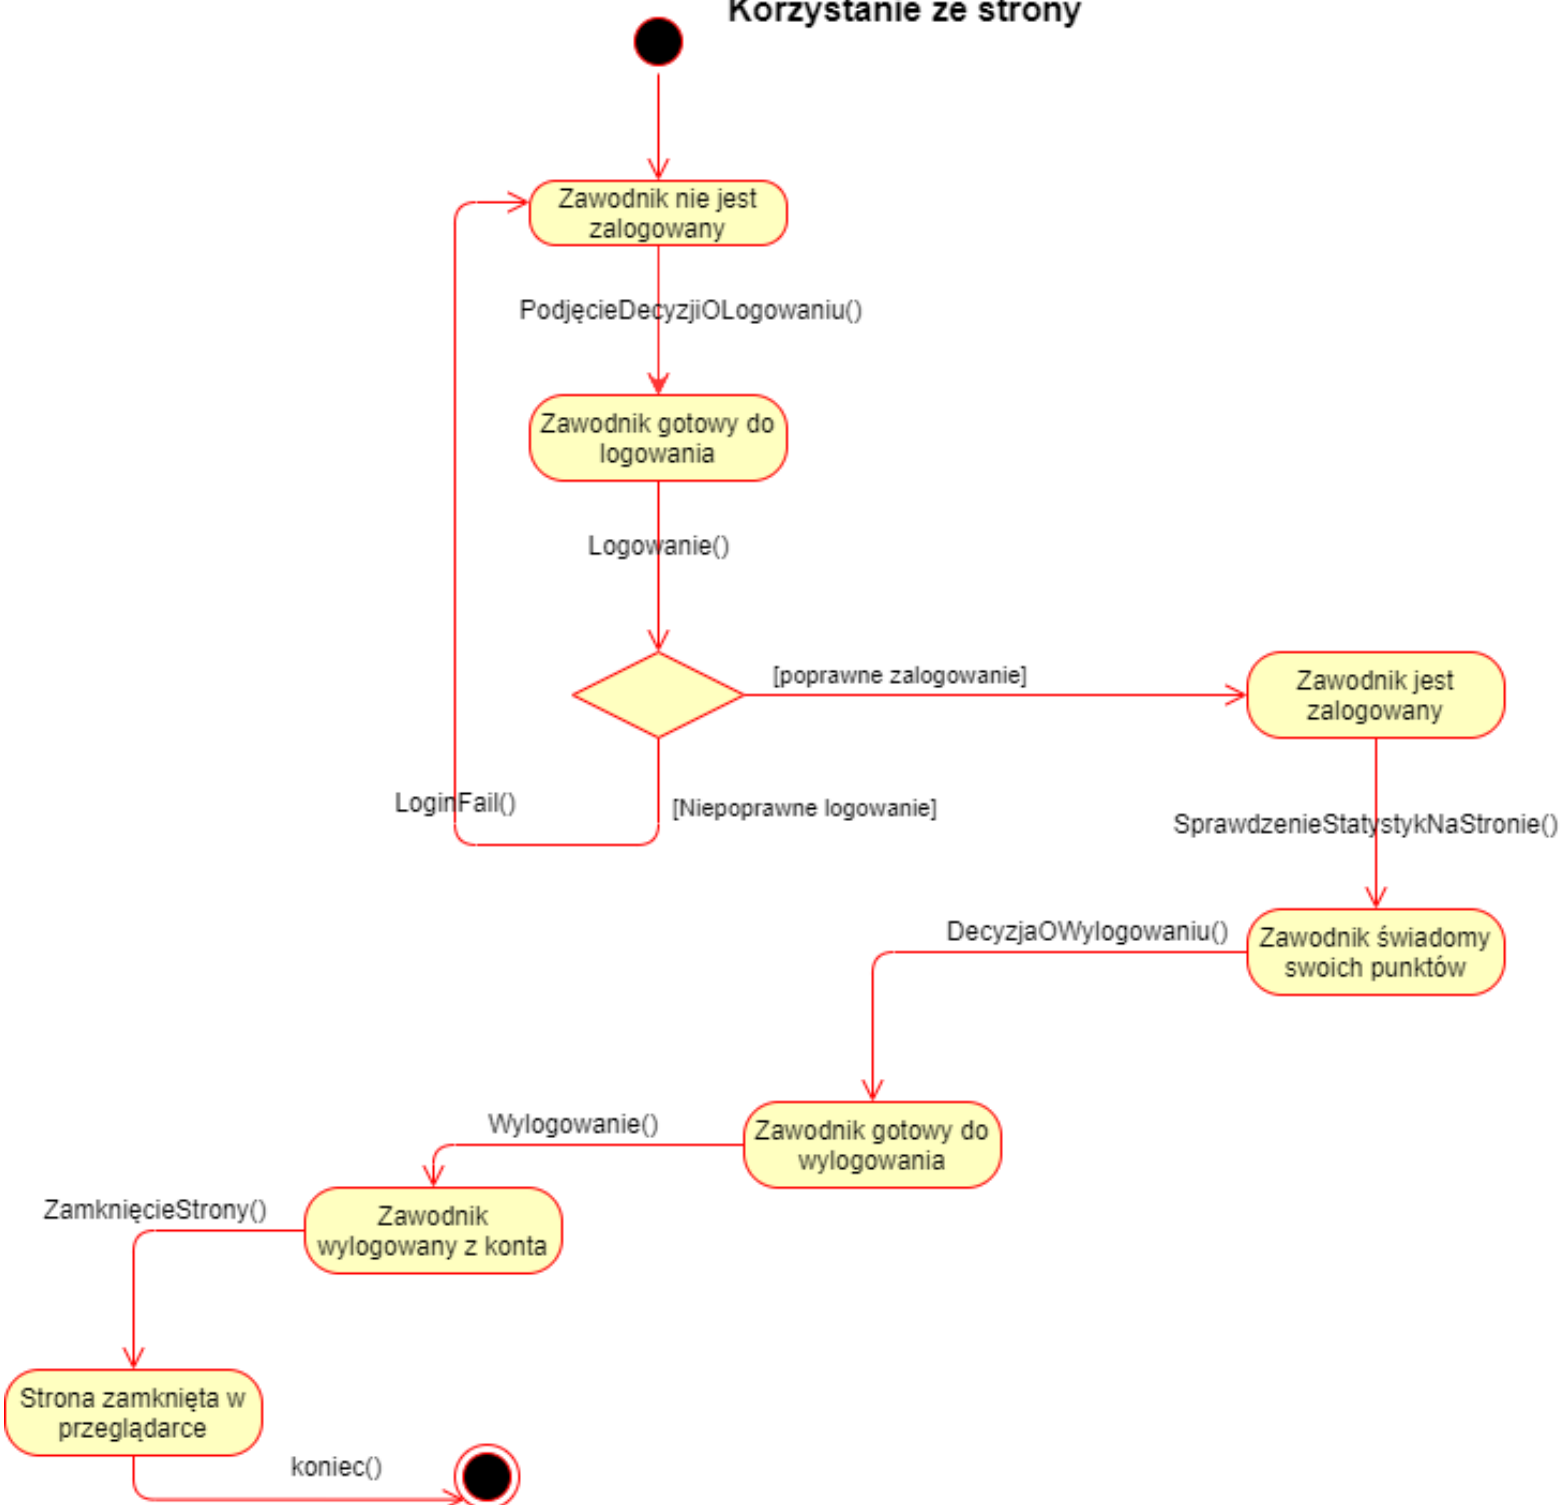 Korzystanie ze strony
Zawodnik nie jest
zalogowany
PodjęcieDecyzjiOLogowaniu()
Zawodnik gotowy do
logowania
Logowanie()
[poprawne zalogowanie]
Zawodnik jest
zalogowany
LoginFail()
[Niepoprawne logowanie]
SprawdzenieStatystykNaStronie()
DecyzjaOWylogowaniu()
Zawodnik świadomy
swoich punktów
Wylogowanie()
Zawodnik gotowy do
wylogowania
ZamknięcieStrony()
Zawodnik
wylogowany z konta
Strona zamknięta w
przeglądarce
koniec()